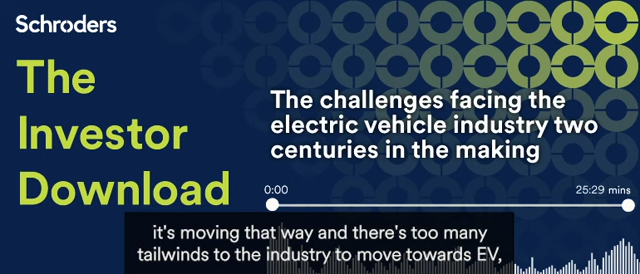 Schroders
The
Investor
Download
The challenges facing the
electric vehicle industry two
centuries in the making
0:00
25:29 mins
it's moving that way and there's too many
tailwinds to the industry to move towards EV,